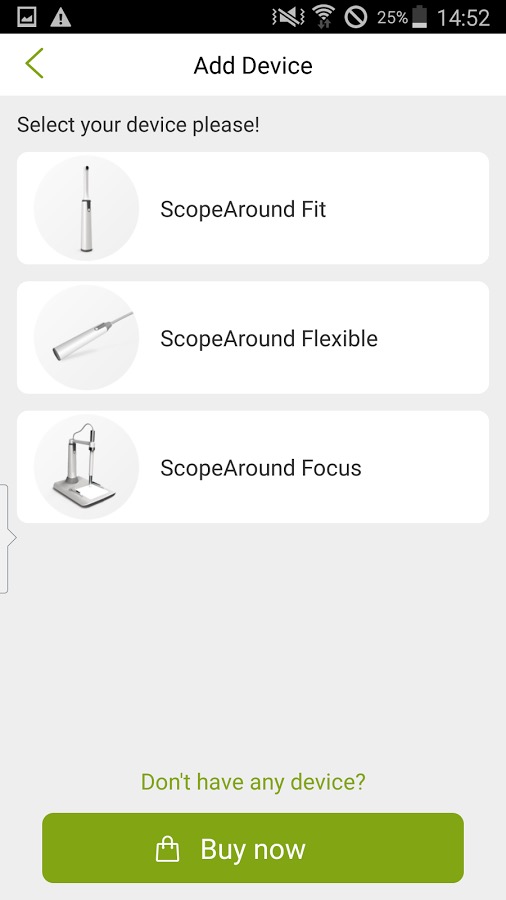 25% 14:52
Add Device
Select your device please!
ScopeAround Fit
ScopeAround Flexible
ScopeAround Focus
Don't have any device?
Buy now